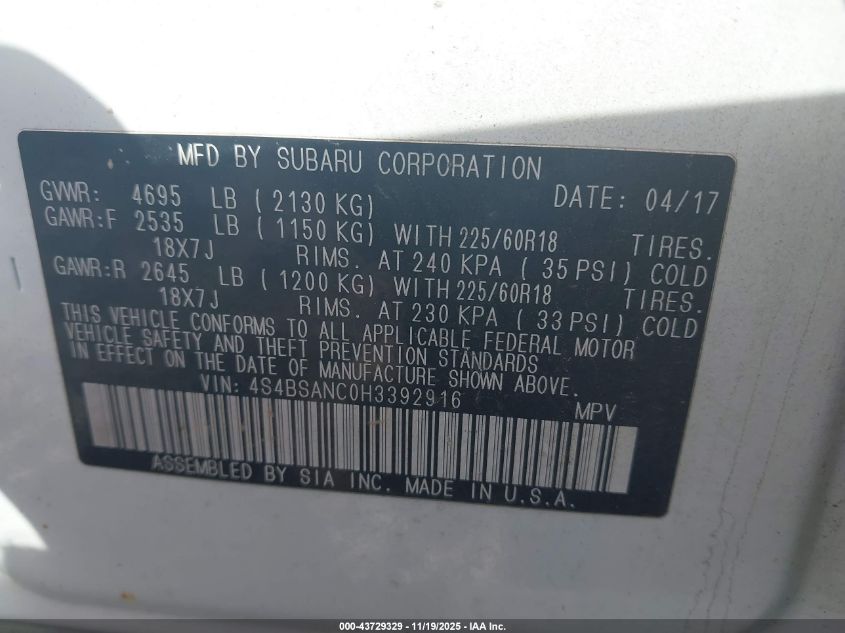 MFD BY SUBARU CORPORATION
GVWR: 4695 LB ( 2130 KG) DATE: 04/17
GAWR:F 2535 LB ( 1150 KG) WITH 225/60R18 TIRES.
18X7J RIMS. AT 240 KPA ( 35 PSI) COLD
GAWR:R 2645 LB ( 1200 KG) WITH 225/60R18 TIRES.
18X7J RIMS. AT 230 KPA ( 33 PSI) COLD
THIS VEHICLE CONFORMS TO ALL APPLICABLE FEDERAL MOTOR
VEHICLE SAFETY AND THEFT PREVENTION STANDARDS
IN EFFECT ON THE DATE OF MANUFACTURE SHOWN ABOVE.
VIN: 4S4BSANC0H3392916 MPV
ASSEMBLED BY SIA INC. MADE IN U.S.A.
000-43729329 - 11/19/2025 - IAA Inc.